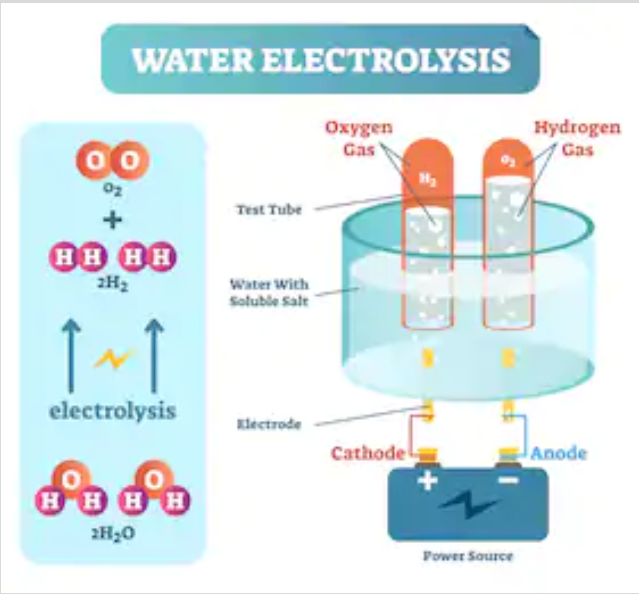 WATER ELECTROLYSIS
O O
O₂
+
H H H H
2H₂
electrolysis
O O
H H H H
2H₂O
Oxygen
Gas
Hydrogen
Gas
H₂
O₂
Test Tube
Water With
Soluble Salt
Electrode
Cathode
Anode
+ −
Power Source